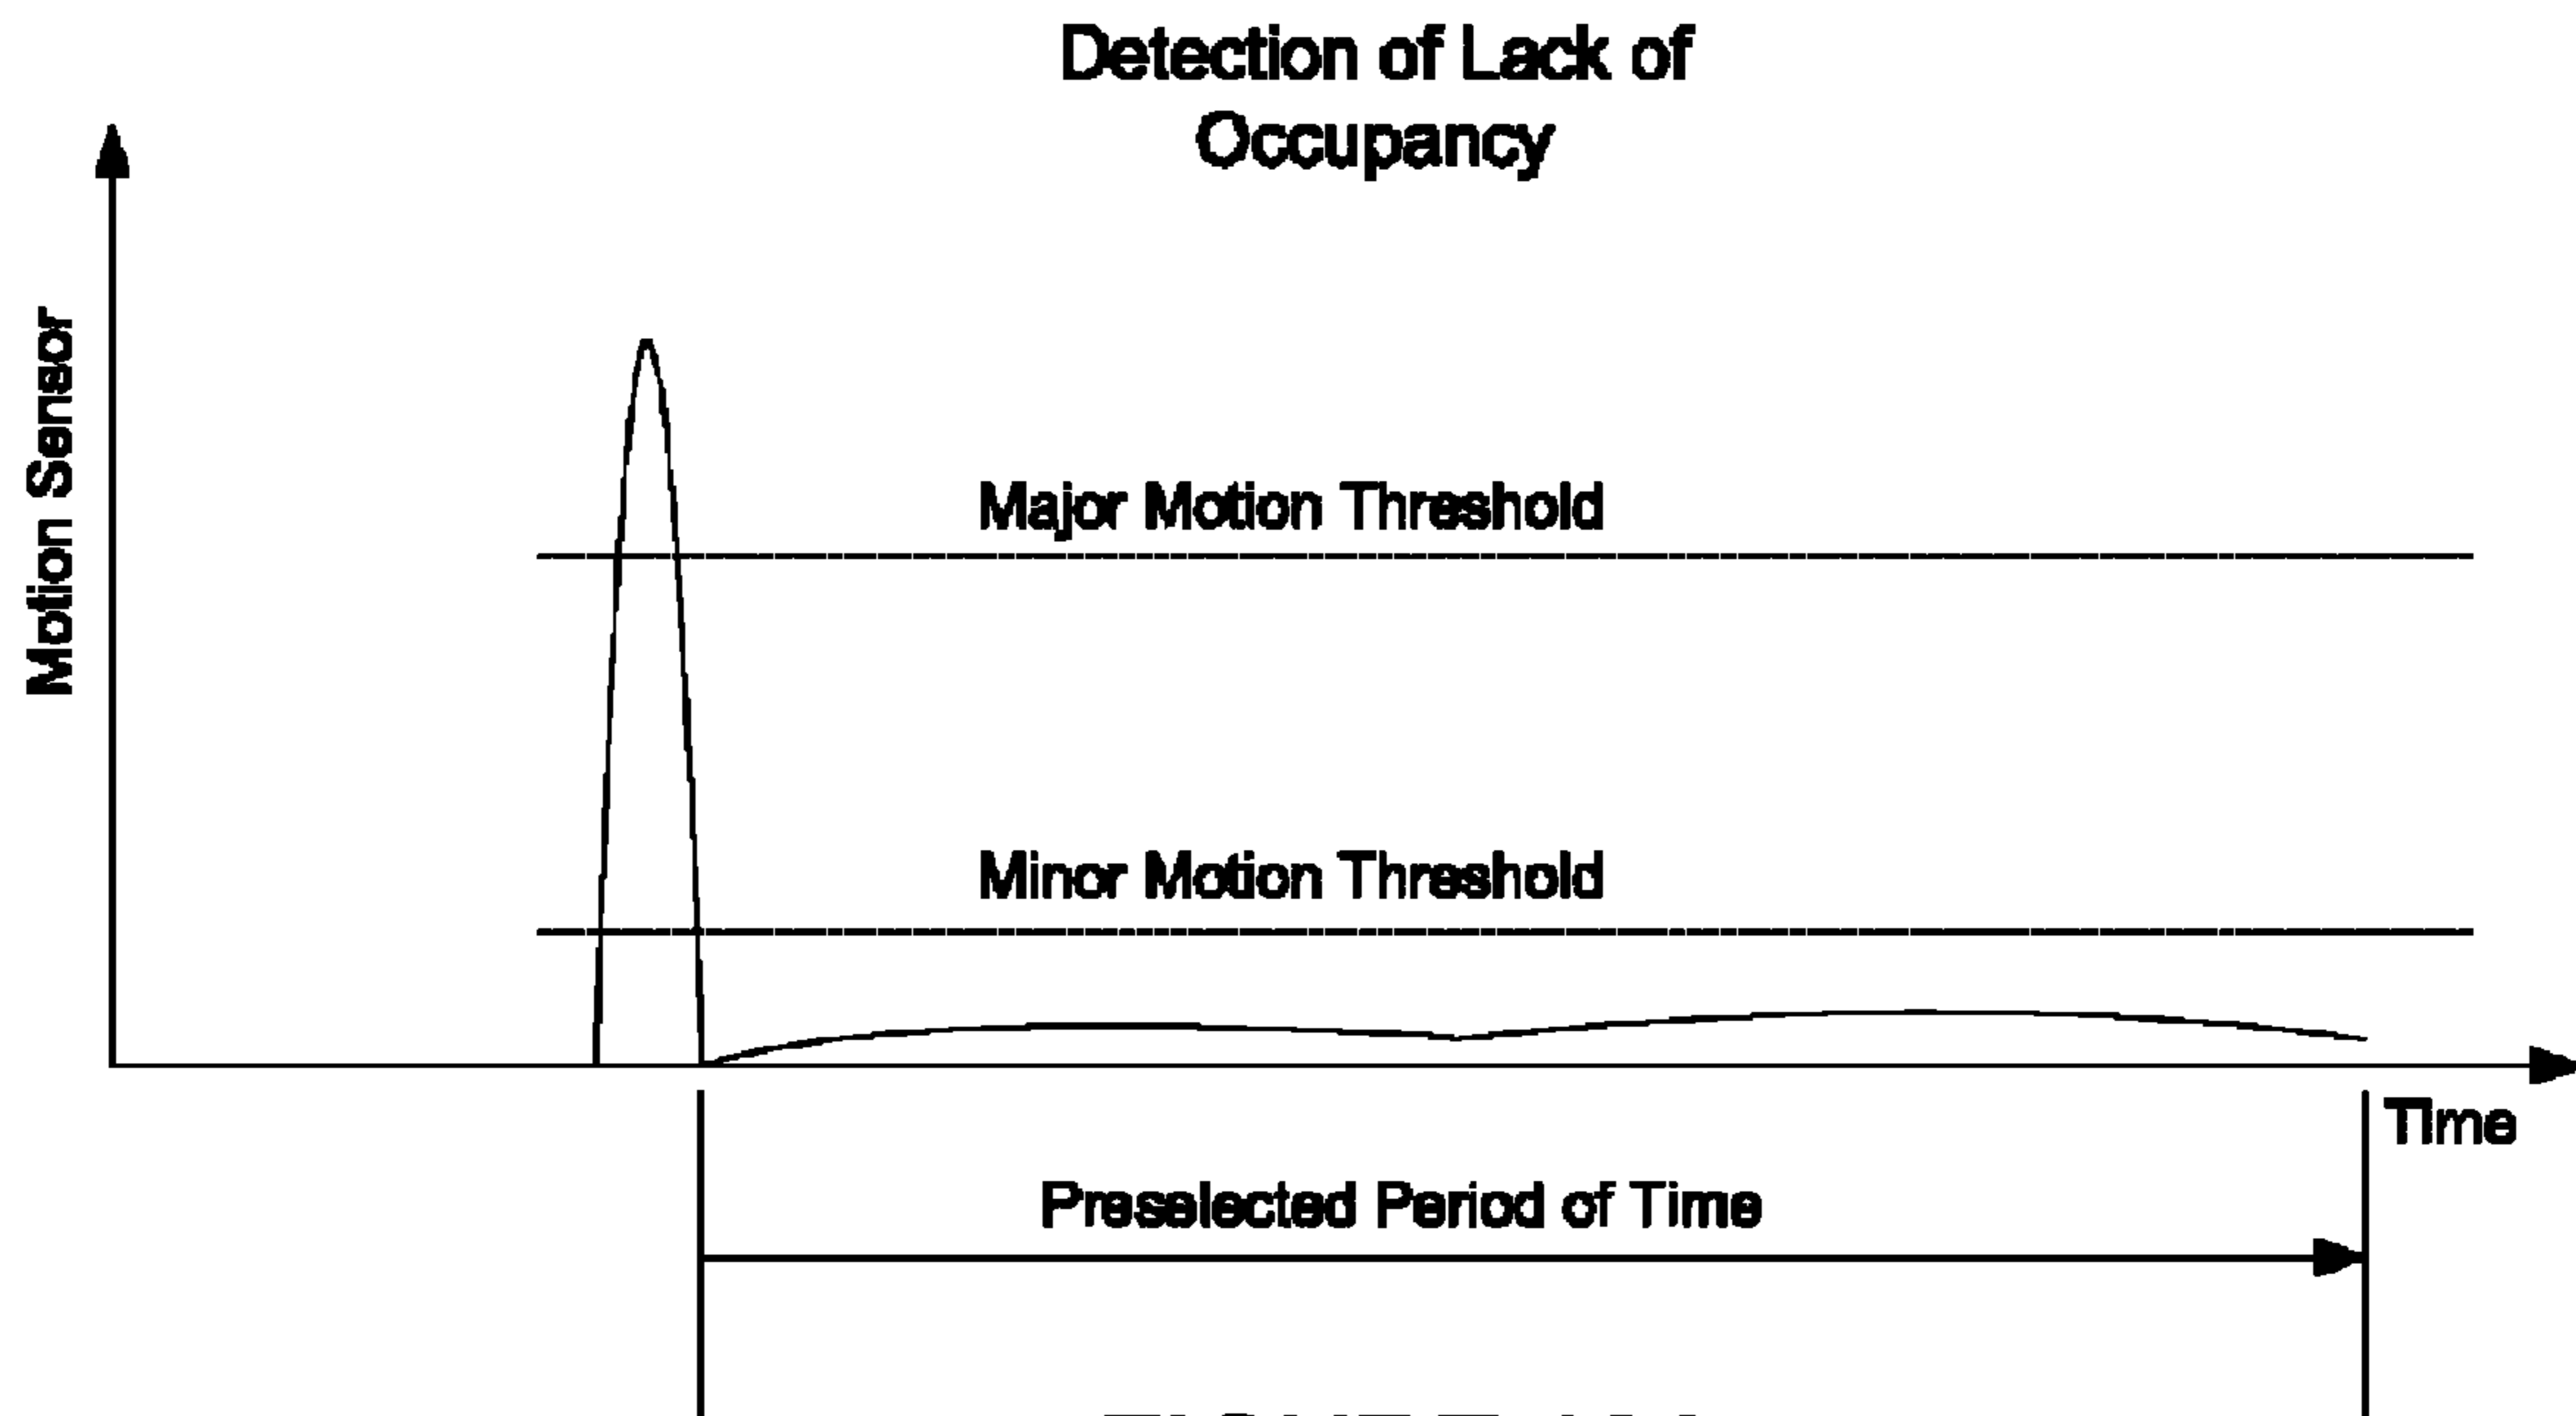 Detection of Lack of
Occupancy
Motion Sensor
Major Motion Threshold
Minor Motion Threshold
Time
Preselected Period of Time